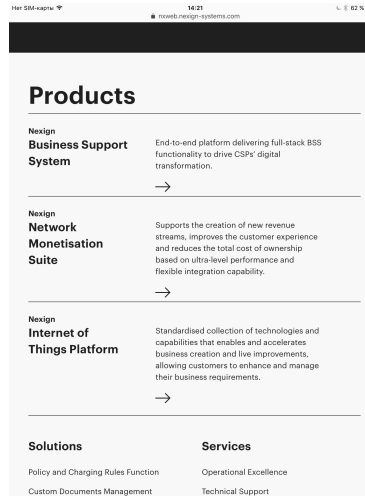 Нет SIM-карты
14:21
62 %
nxweb.nexign-systems.com
Products
Nexign
Business Support
System
End-to-end platform delivering full-stack BSS
functionality to drive CSPs' digital
transformation.
Nexign
Network
Monetisation
Suite
Supports the creation of new revenue
streams, improves the customer experience
and reduces the total cost of ownership
based on ultra-level performance and
flexible integration capability.
Nexign
Internet of
Things Platform
Standardised collection of technologies and
capabilities that enables and accelerates
business creation and live improvements,
allowing customers to enhance and manage
their business requirements.
Solutions
Policy and Charging Rules Function
Custom Documents Management
Services
Operational Excellence
Technical Support